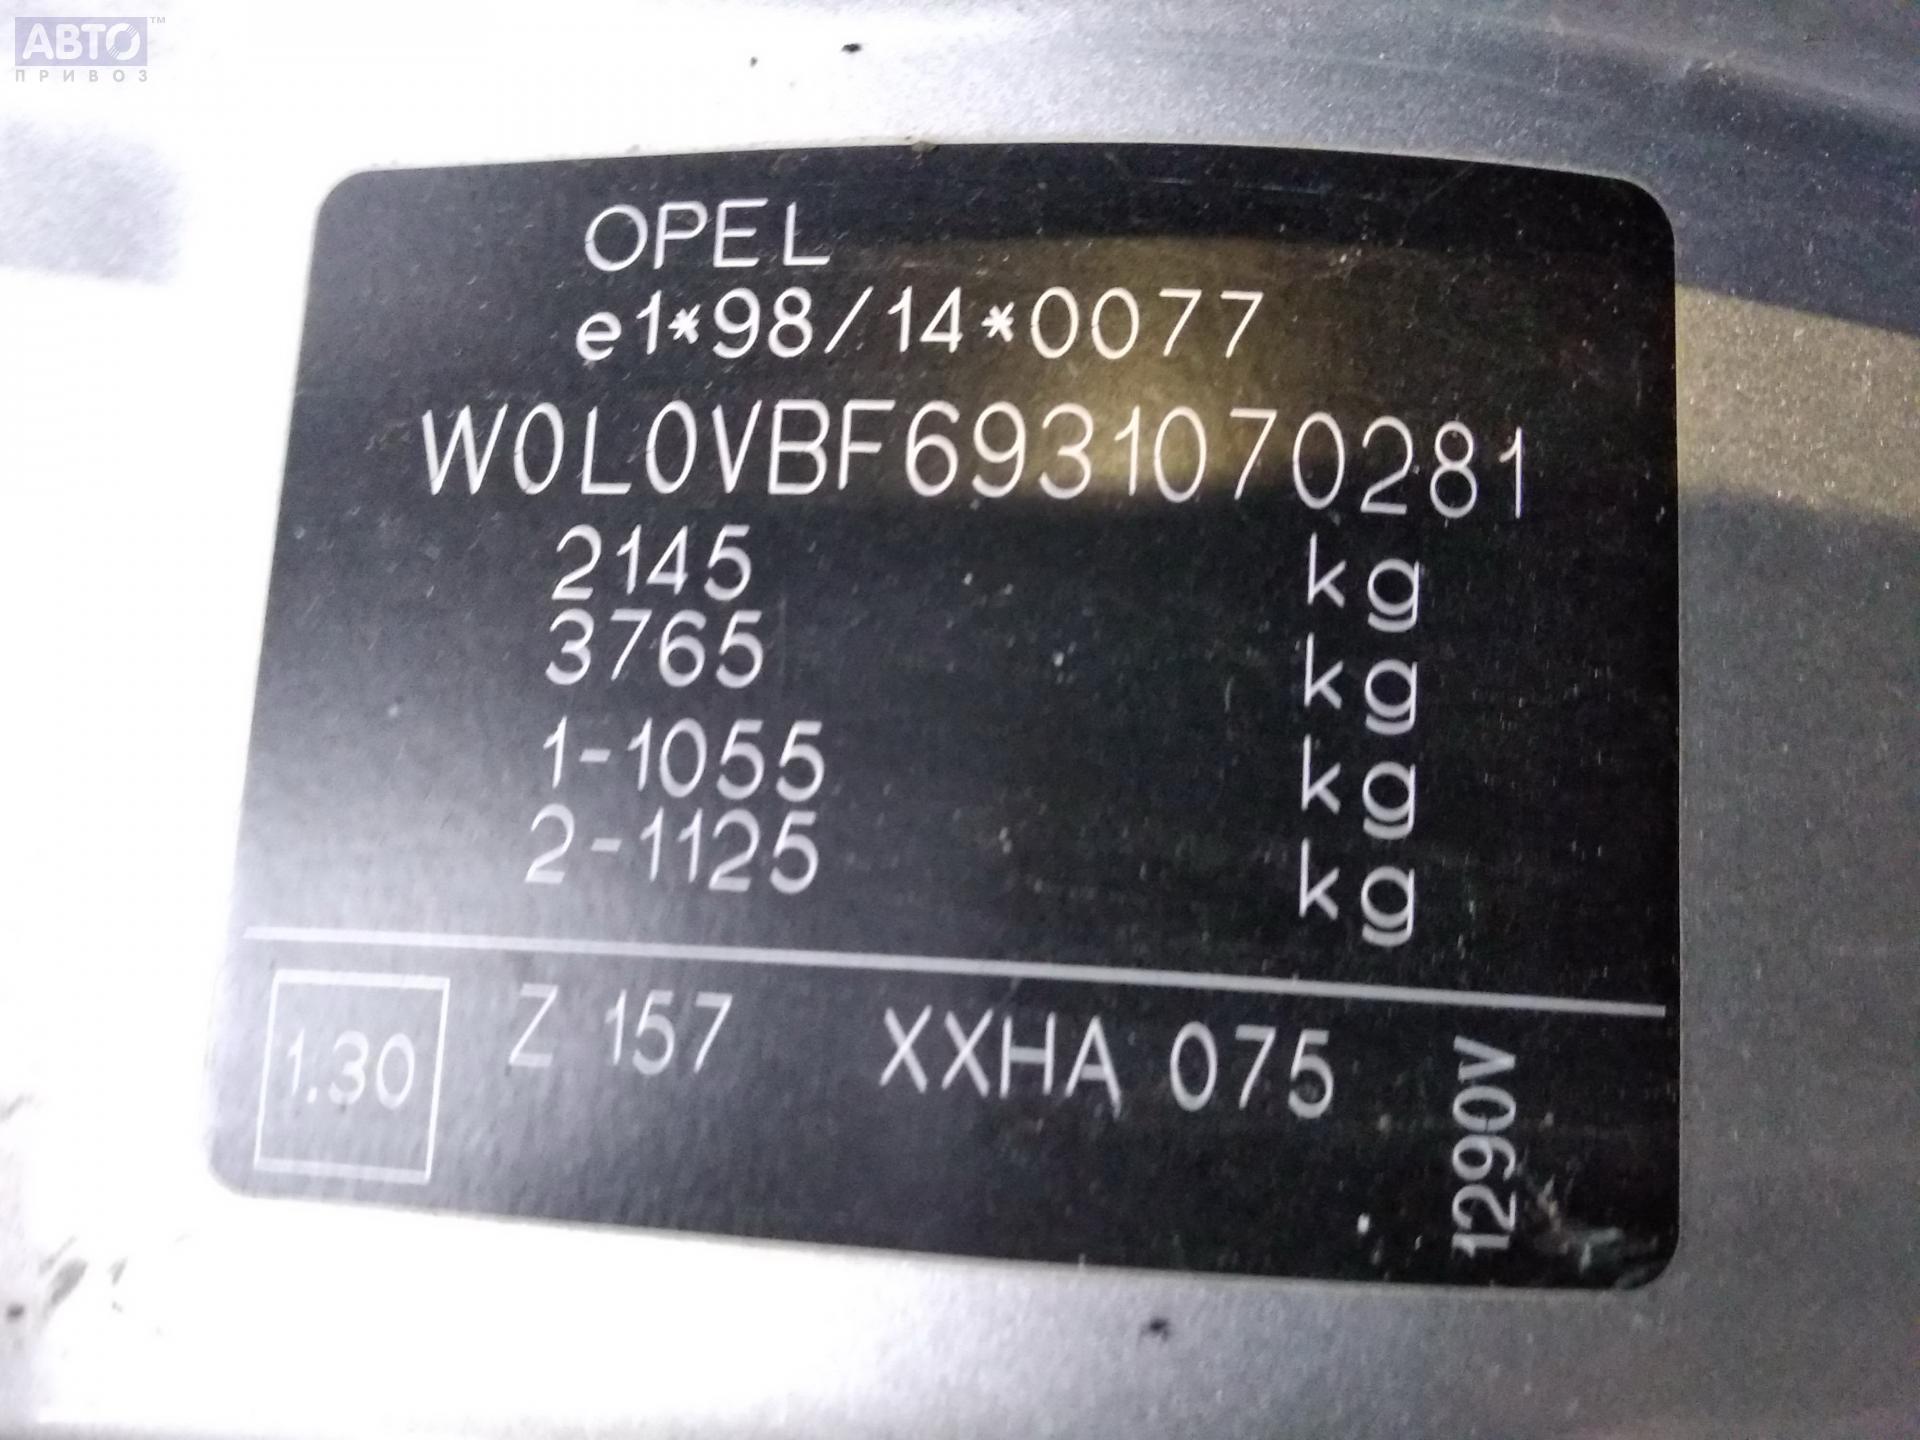 АВТО™
ПРИВОЗ
OPEL
e1*98/14*0077
W0L0VBF6931070281
2145 kg
3765 kg
1-1055 kg
2-1125 kg
1.30 Z 157 XXHA 075
1290V